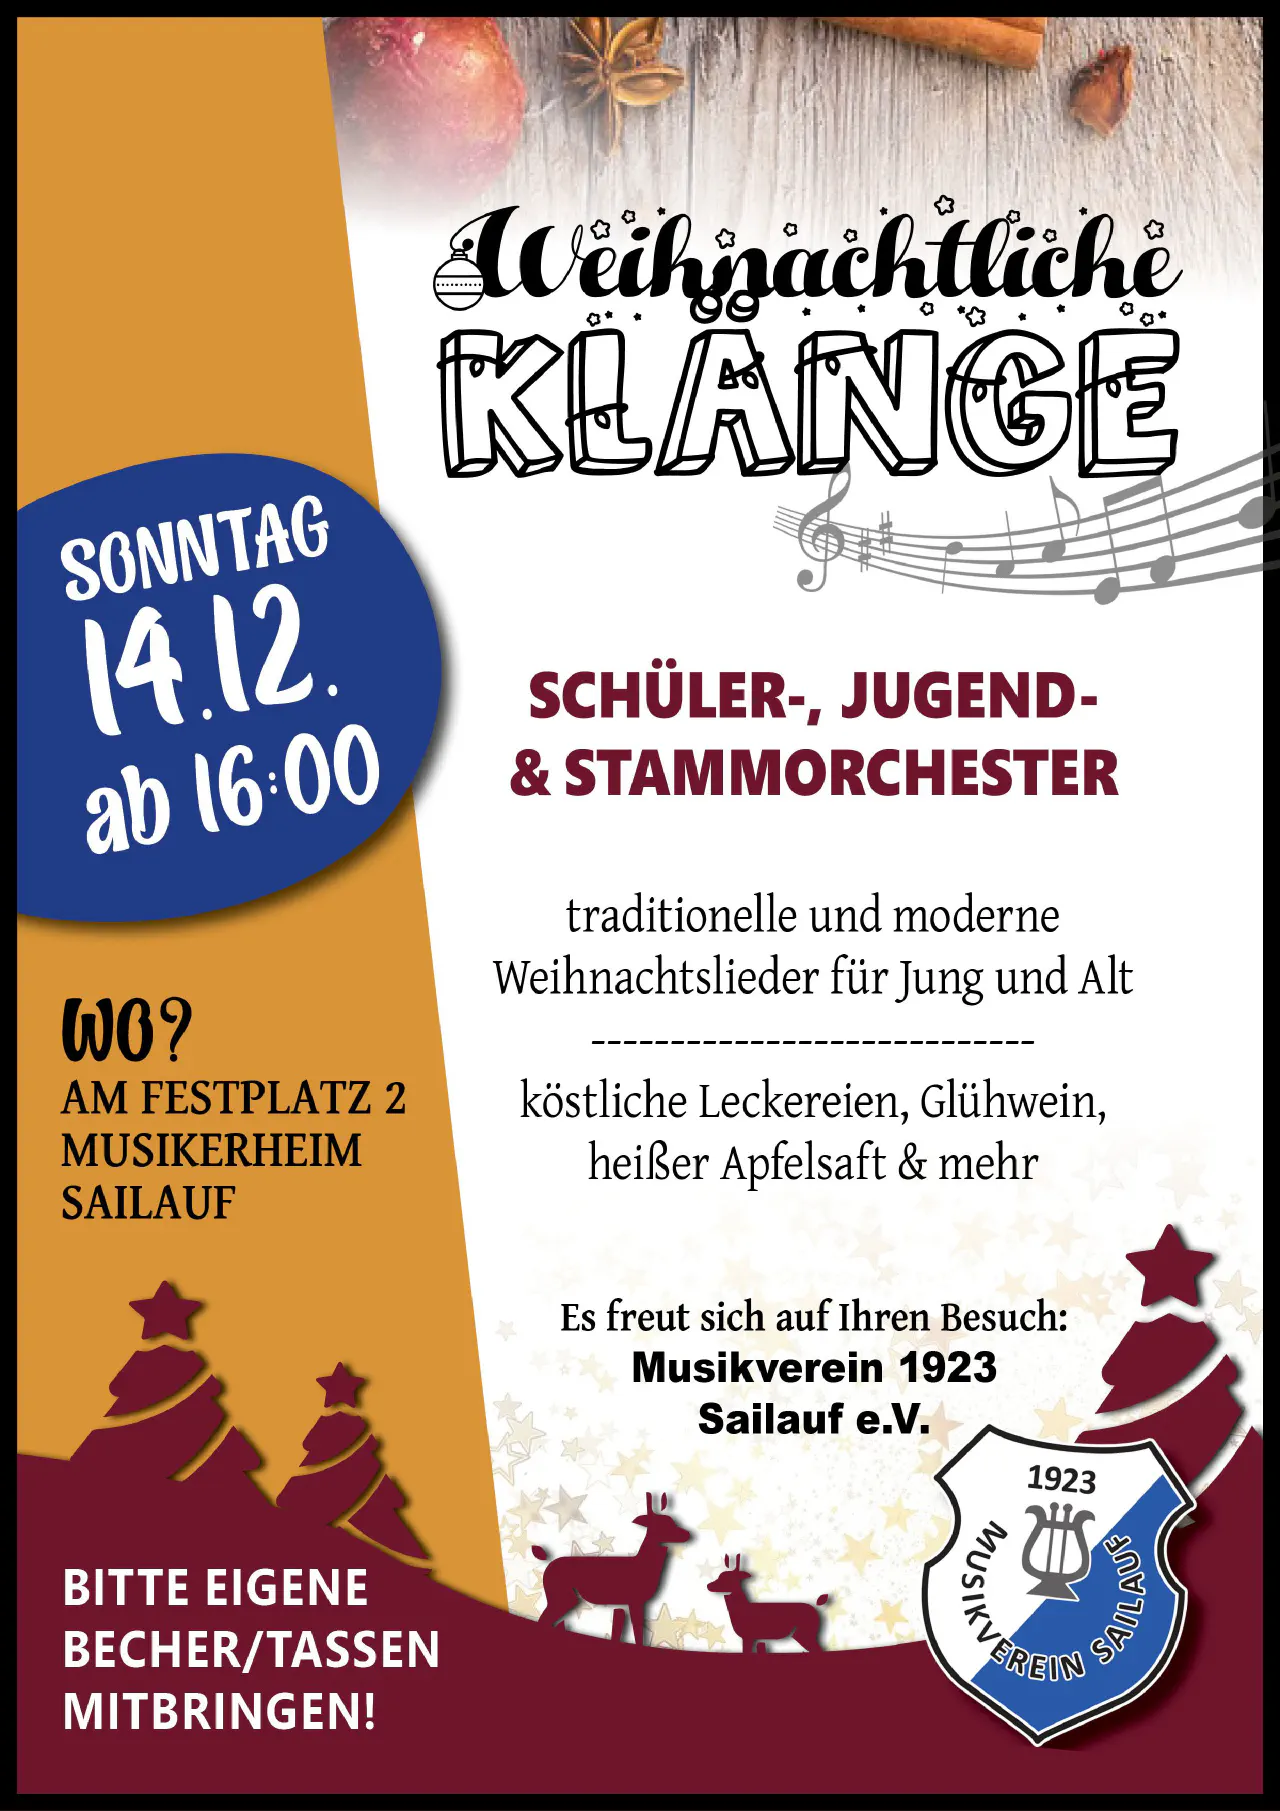 Weihnachtliche
KLÄNGE
SONNTAG
14.12.
ab 16:00
SCHÜLER-, JUGEND-
& STAMMORCHESTER
traditionelle und moderne
Weihnachtslieder für Jung und Alt
----------------------------
köstliche Leckereien, Glühwein,
heißer Apfelsaft & mehr
WO?
AM FESTPLATZ 2
MUSIKERHEIM
SAILAUF
Es freut sich auf Ihren Besuch:
Musikverein 1923
Sailauf e.V.
BITTE EIGENE
BECHER/TASSEN
MITBRINGEN!
1923
MUSIKVEREIN SAILAUF